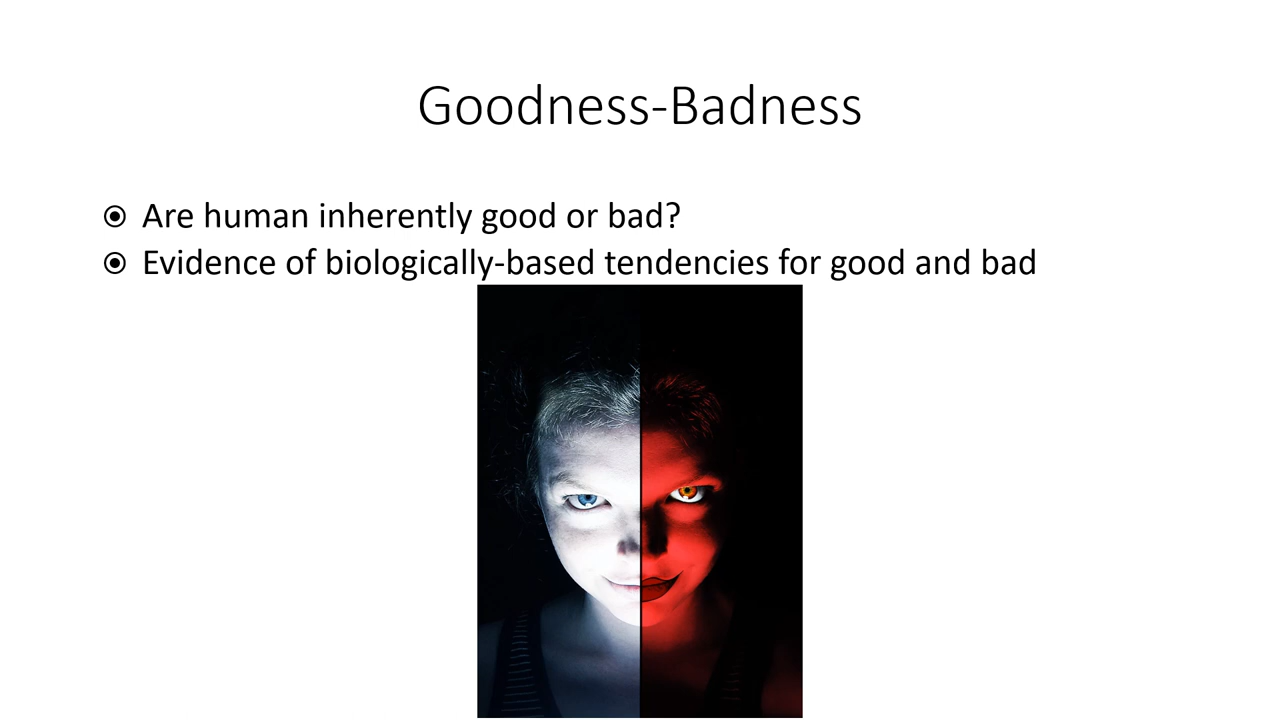 Goodness-Badness
Are human inherently good or bad?
Evidence of biologically-based tendencies for good and bad